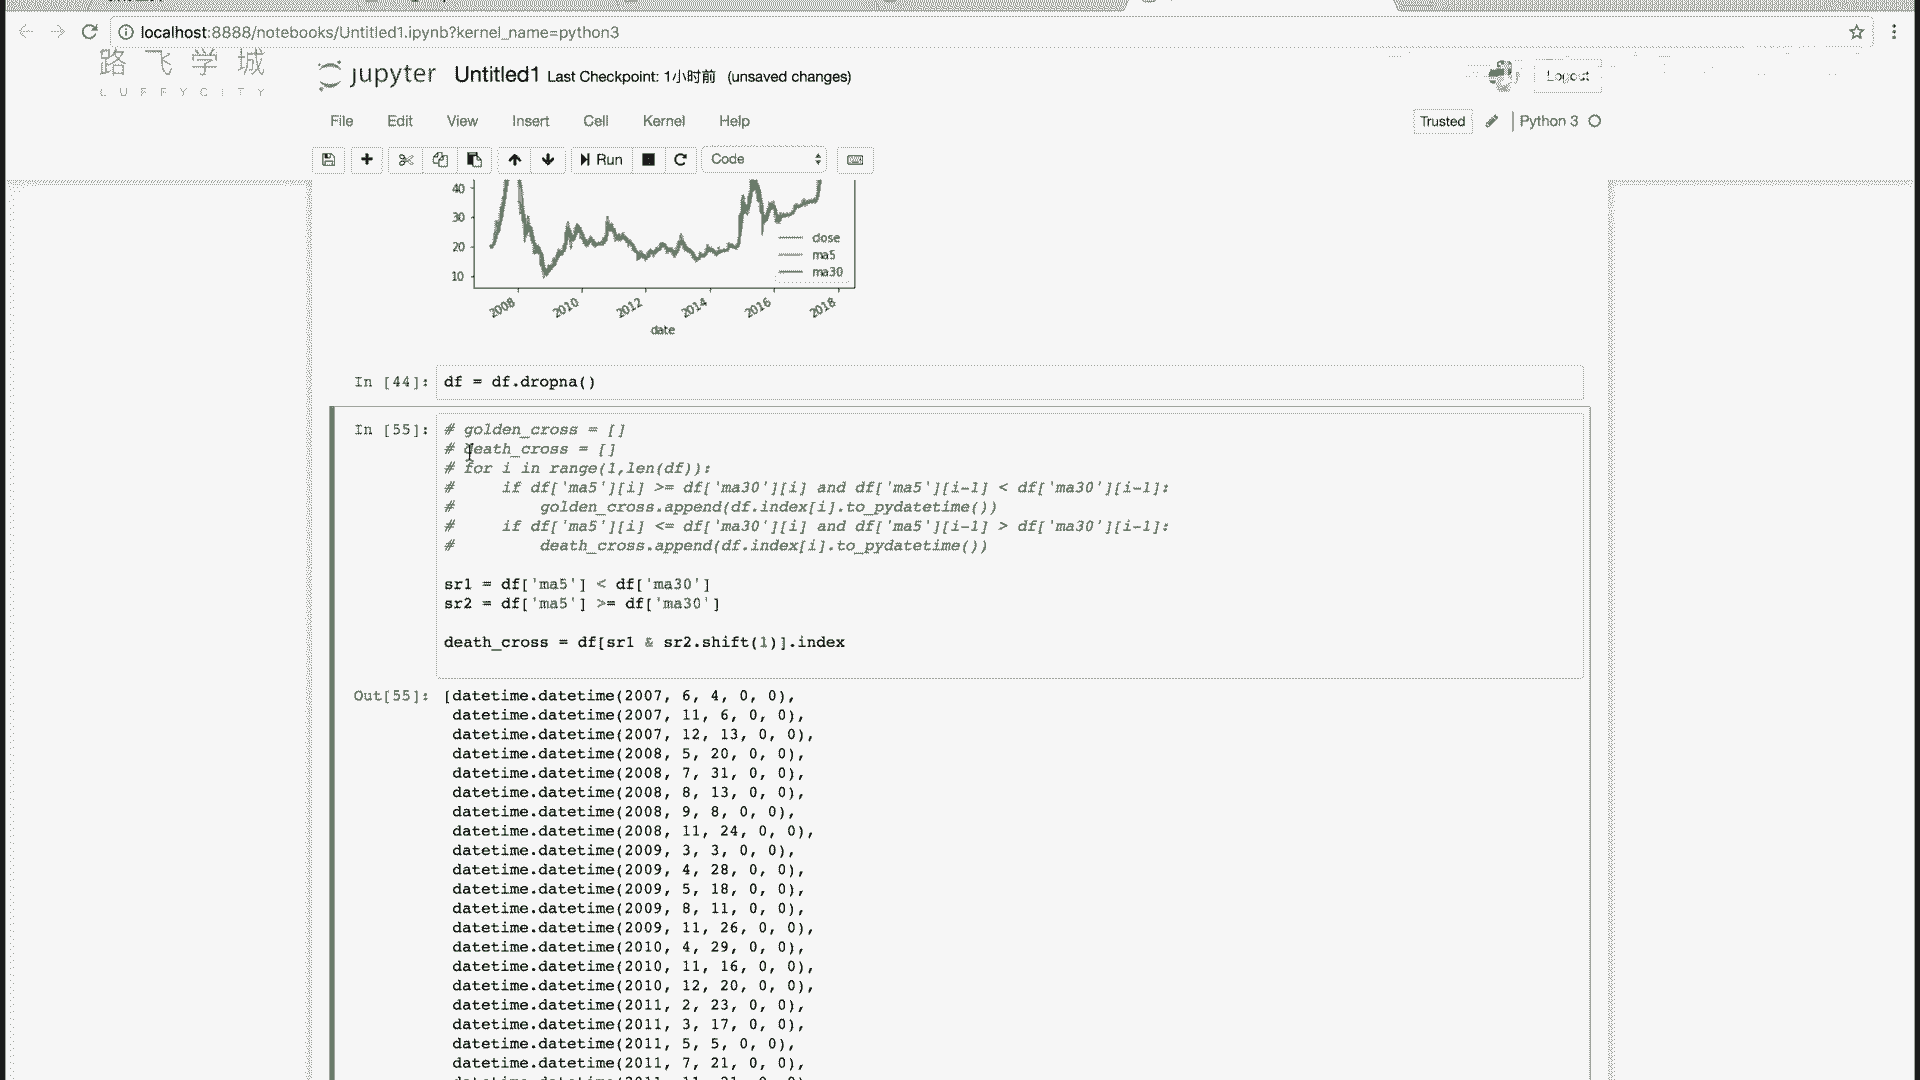 localhost:8888/notebooks/Untitled1.ipynb?kernel_name=python3
路飞学城
LUFFYCITY
jupyter Untitled1 Last Checkpoint: 1小时前 (unsaved changes)
Logout
File Edit View Insert Cell Kernel Help
Trusted Python 3
Run Code
40
30
20
10
close
ma5
ma30
2008 2010 2012 2014 2016 2018
date
In [44]: df = df.dropna()
In [55]: # golden_cross = []
# death_cross = []
# for i in range(1,len(df)):
#     if df['ma5'][i] >= df['ma30'][i] and df['ma5'][i-1] < df['ma30'][i-1]:
#         golden_cross.append(df.index[i].to_pydatetime())
#     if df['ma5'][i] <= df['ma30'][i] and df['ma5'][i-1] > df['ma30'][i-1]:
#         death_cross.append(df.index[i].to_pydatetime())
sr1 = df['ma5'] < df['ma30']
sr2 = df['ma5'] >= df['ma30']
death_cross = df[sr1 & sr2.shift(1)].index
Out[55]: [datetime.datetime(2007, 6, 4, 0, 0),
datetime.datetime(2007, 11, 6, 0, 0),
datetime.datetime(2007, 12, 13, 0, 0),
datetime.datetime(2008, 5, 20, 0, 0),
datetime.datetime(2008, 7, 31, 0, 0),
datetime.datetime(2008, 8, 13, 0, 0),
datetime.datetime(2008, 9, 8, 0, 0),
datetime.datetime(2008, 11, 24, 0, 0),
datetime.datetime(2009, 3, 3, 0, 0),
datetime.datetime(2009, 4, 28, 0, 0),
datetime.datetime(2009, 5, 18, 0, 0),
datetime.datetime(2009, 8, 11, 0, 0),
datetime.datetime(2009, 11, 26, 0, 0),
datetime.datetime(2010, 4, 29, 0, 0),
datetime.datetime(2010, 11, 16, 0, 0),
datetime.datetime(2010, 12, 20, 0, 0),
datetime.datetime(2011, 2, 23, 0, 0),
datetime.datetime(2011, 3, 17, 0, 0),
datetime.datetime(2011, 5, 5, 0, 0),
datetime.datetime(2011, 7, 21, 0, 0),